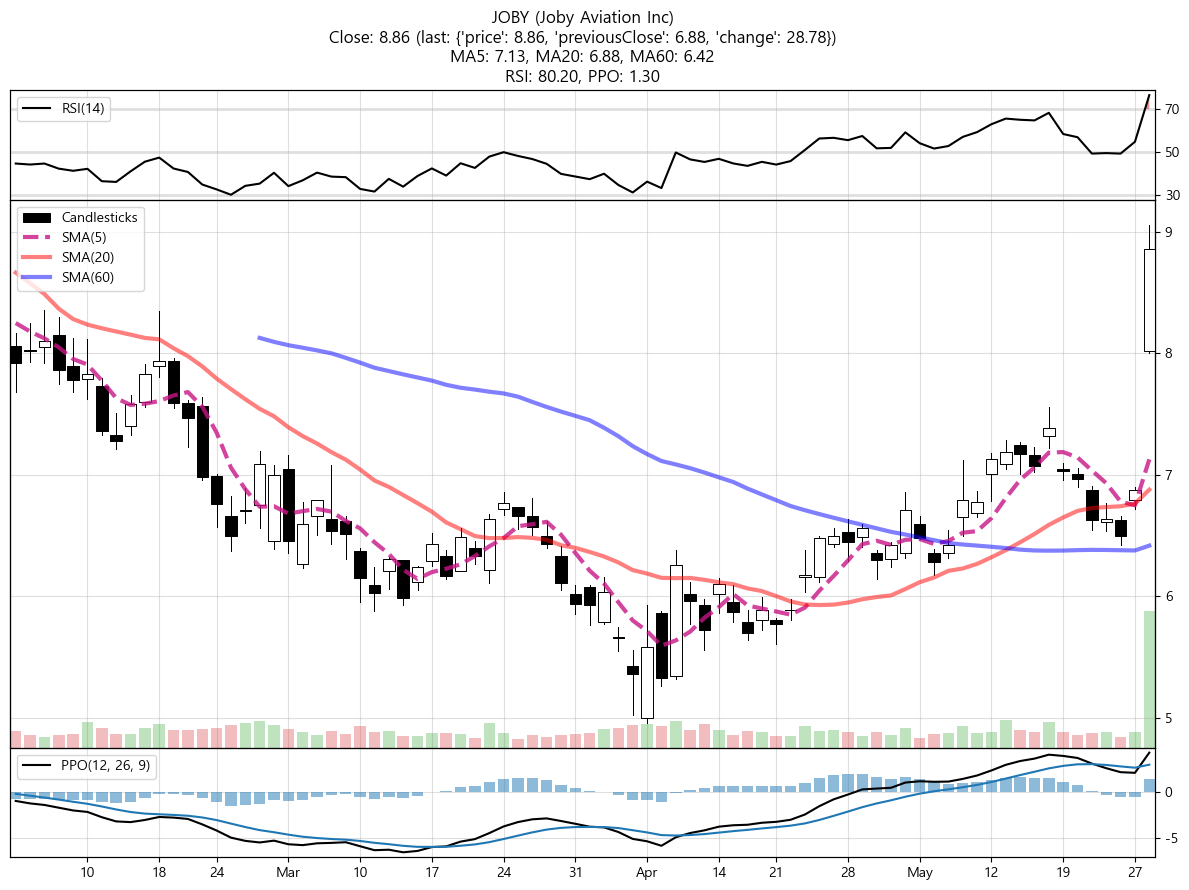 JOBY (Joby Aviation Inc)
Close: 8.86 (last: {'price': 8.86, 'previousClose': 6.88, 'change': 28.78})
MA5: 7.13, MA20: 6.88, MA60: 6.42
RSI: 80.20, PPO: 1.30
RSI(14)
70
50
30
Candlesticks
SMA(5)
SMA(20)
SMA(60)
9
8
7
6
5
PPO(12, 26, 9)
0
-5
10 18 24 Mar 10 17 24 31 Apr 14 21 28 May 12 19 27